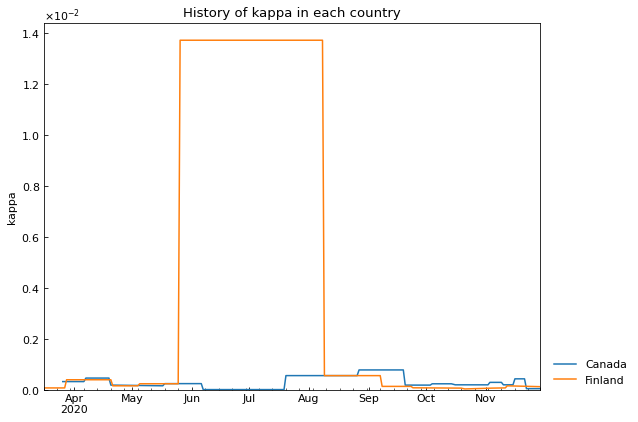 History of kappa in each country
×10⁻²
1.4
1.2
1.0
0.8
0.6
0.4
0.2
0.0
kappa
Apr May Jun Jul Aug Sep Oct Nov
2020
Canada
Finland